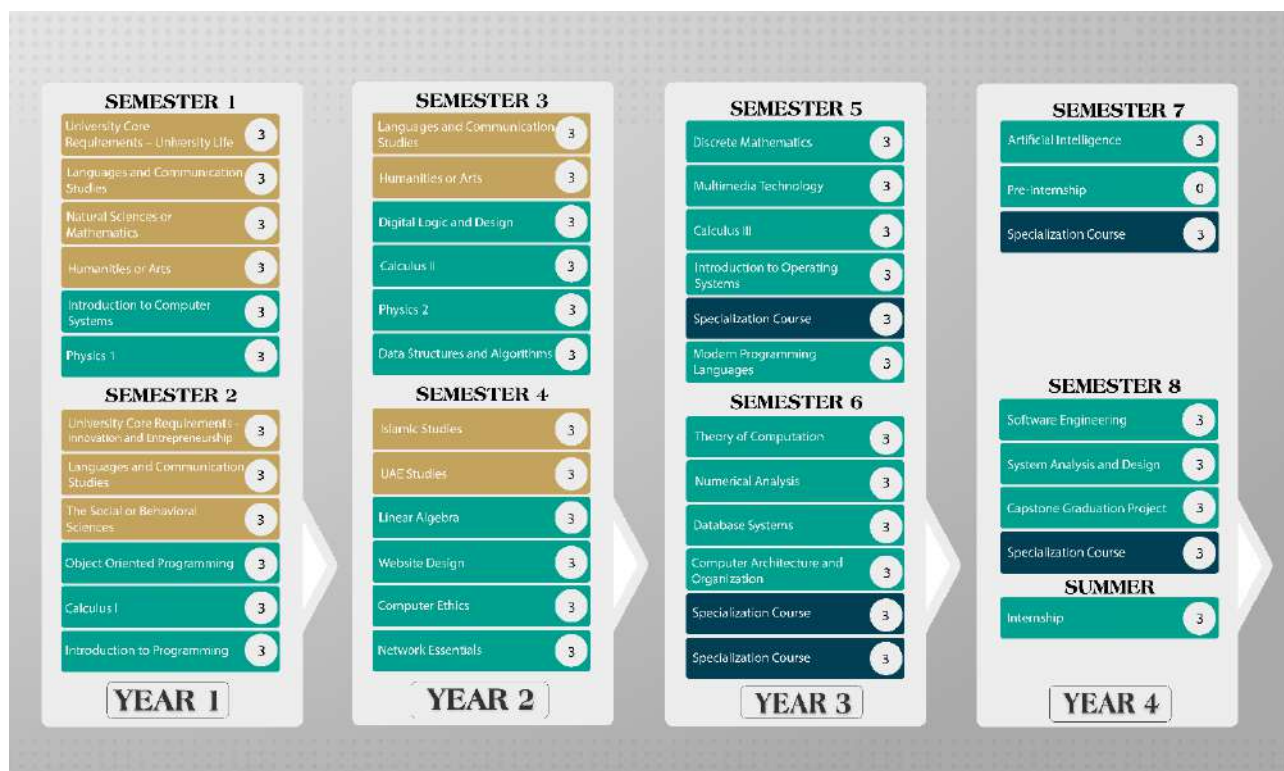 SEMESTER 1
University Core
Requirements – University Life
3
Languages and Communication
Studies
3
Natural Sciences or
Mathematics
3
Humanities or Arts
3
Introduction to Computer
Systems
3
Physics 1
3
SEMESTER 2
University Core Requirements -
Innovation and Entrepreneurship
3
Languages and Communication
Studies
3
The Social or Behavioral
Sciences
3
Object Oriented Programming
3
Calculus I
3
Introduction to Programming
3
YEAR 1
SEMESTER 3
Languages and Communication
Studies
3
Humanities or Arts
3
Digital Logic and Design
3
Calculus II
3
Physics 2
3
Data Structures and Algorithms
3
SEMESTER 4
Islamic Studies
3
UAE Studies
3
Linear Algebra
3
Website Design
3
Computer Ethics
3
Network Essentials
3
YEAR 2
SEMESTER 5
Discrete Mathematics
3
Multimedia Technology
3
Calculus III
3
Introduction to Operating
Systems
3
Specialization Course
3
Modern Programming
Languages
3
SEMESTER 6
Theory of Computation
3
Numerical Analysis
3
Database Systems
3
Computer Architecture and
Organization
3
Specialization Course
3
Specialization Course
3
YEAR 3
SEMESTER 7
Artificial Intelligence
3
Pre-Internship
0
Specialization Course
3
SEMESTER 8
Software Engineering
3
System Analysis and Design
3
Capstone Graduation Project
3
Specialization Course
3
SUMMER
Internship
3
YEAR 4